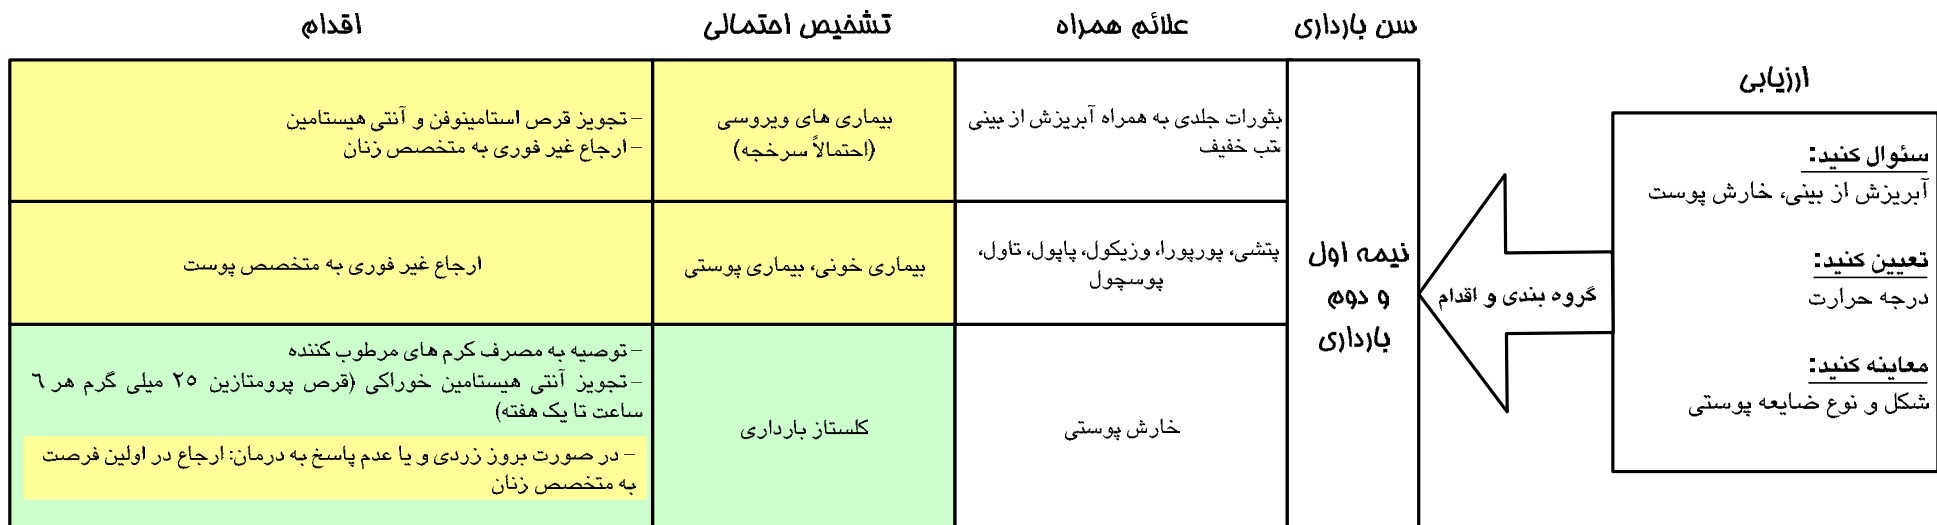 ارزیابی
سئوال کنید:
آبریزش از بینی، خارش پوست
تعیین کنید:
درجه حرارت
معاینه کنید:
شکل و نوع ضایعه پوستی
گروه بندی و اقدام
سن بارداری
علائم همراه
تشخیص احتمالی
اقدام
نیمه اول
و دوم
بارداری
بثورات جلدی به همراه آبریزش از بینی
،تب خفیف
بیماری های ویروسی
(احتمالاً سرخجه)
– تجویز قرص استامینوفن و آنتی هیستامین
– ارجاع غیر فوری به متخصص زنان
پتشی، پورپورا، وزیکول، پاپول، تاول،
پوسچول
بیماری خونی، بیماری پوستی
ارجاع غیر فوری به متخصص پوست
خارش پوستی
کلستاز بارداری
– توصیه به مصرف کرم های مرطوب کننده
– تجویز آنتی هیستامین خوراکی (قرص پرومتازین ۲۵ میلی گرم هر ٦
ساعت تا یک هفته)
– در صورت بروز زردی و یا عدم پاسخ به درمان: ارجاع در اولین فرصت
به متخصص زنان